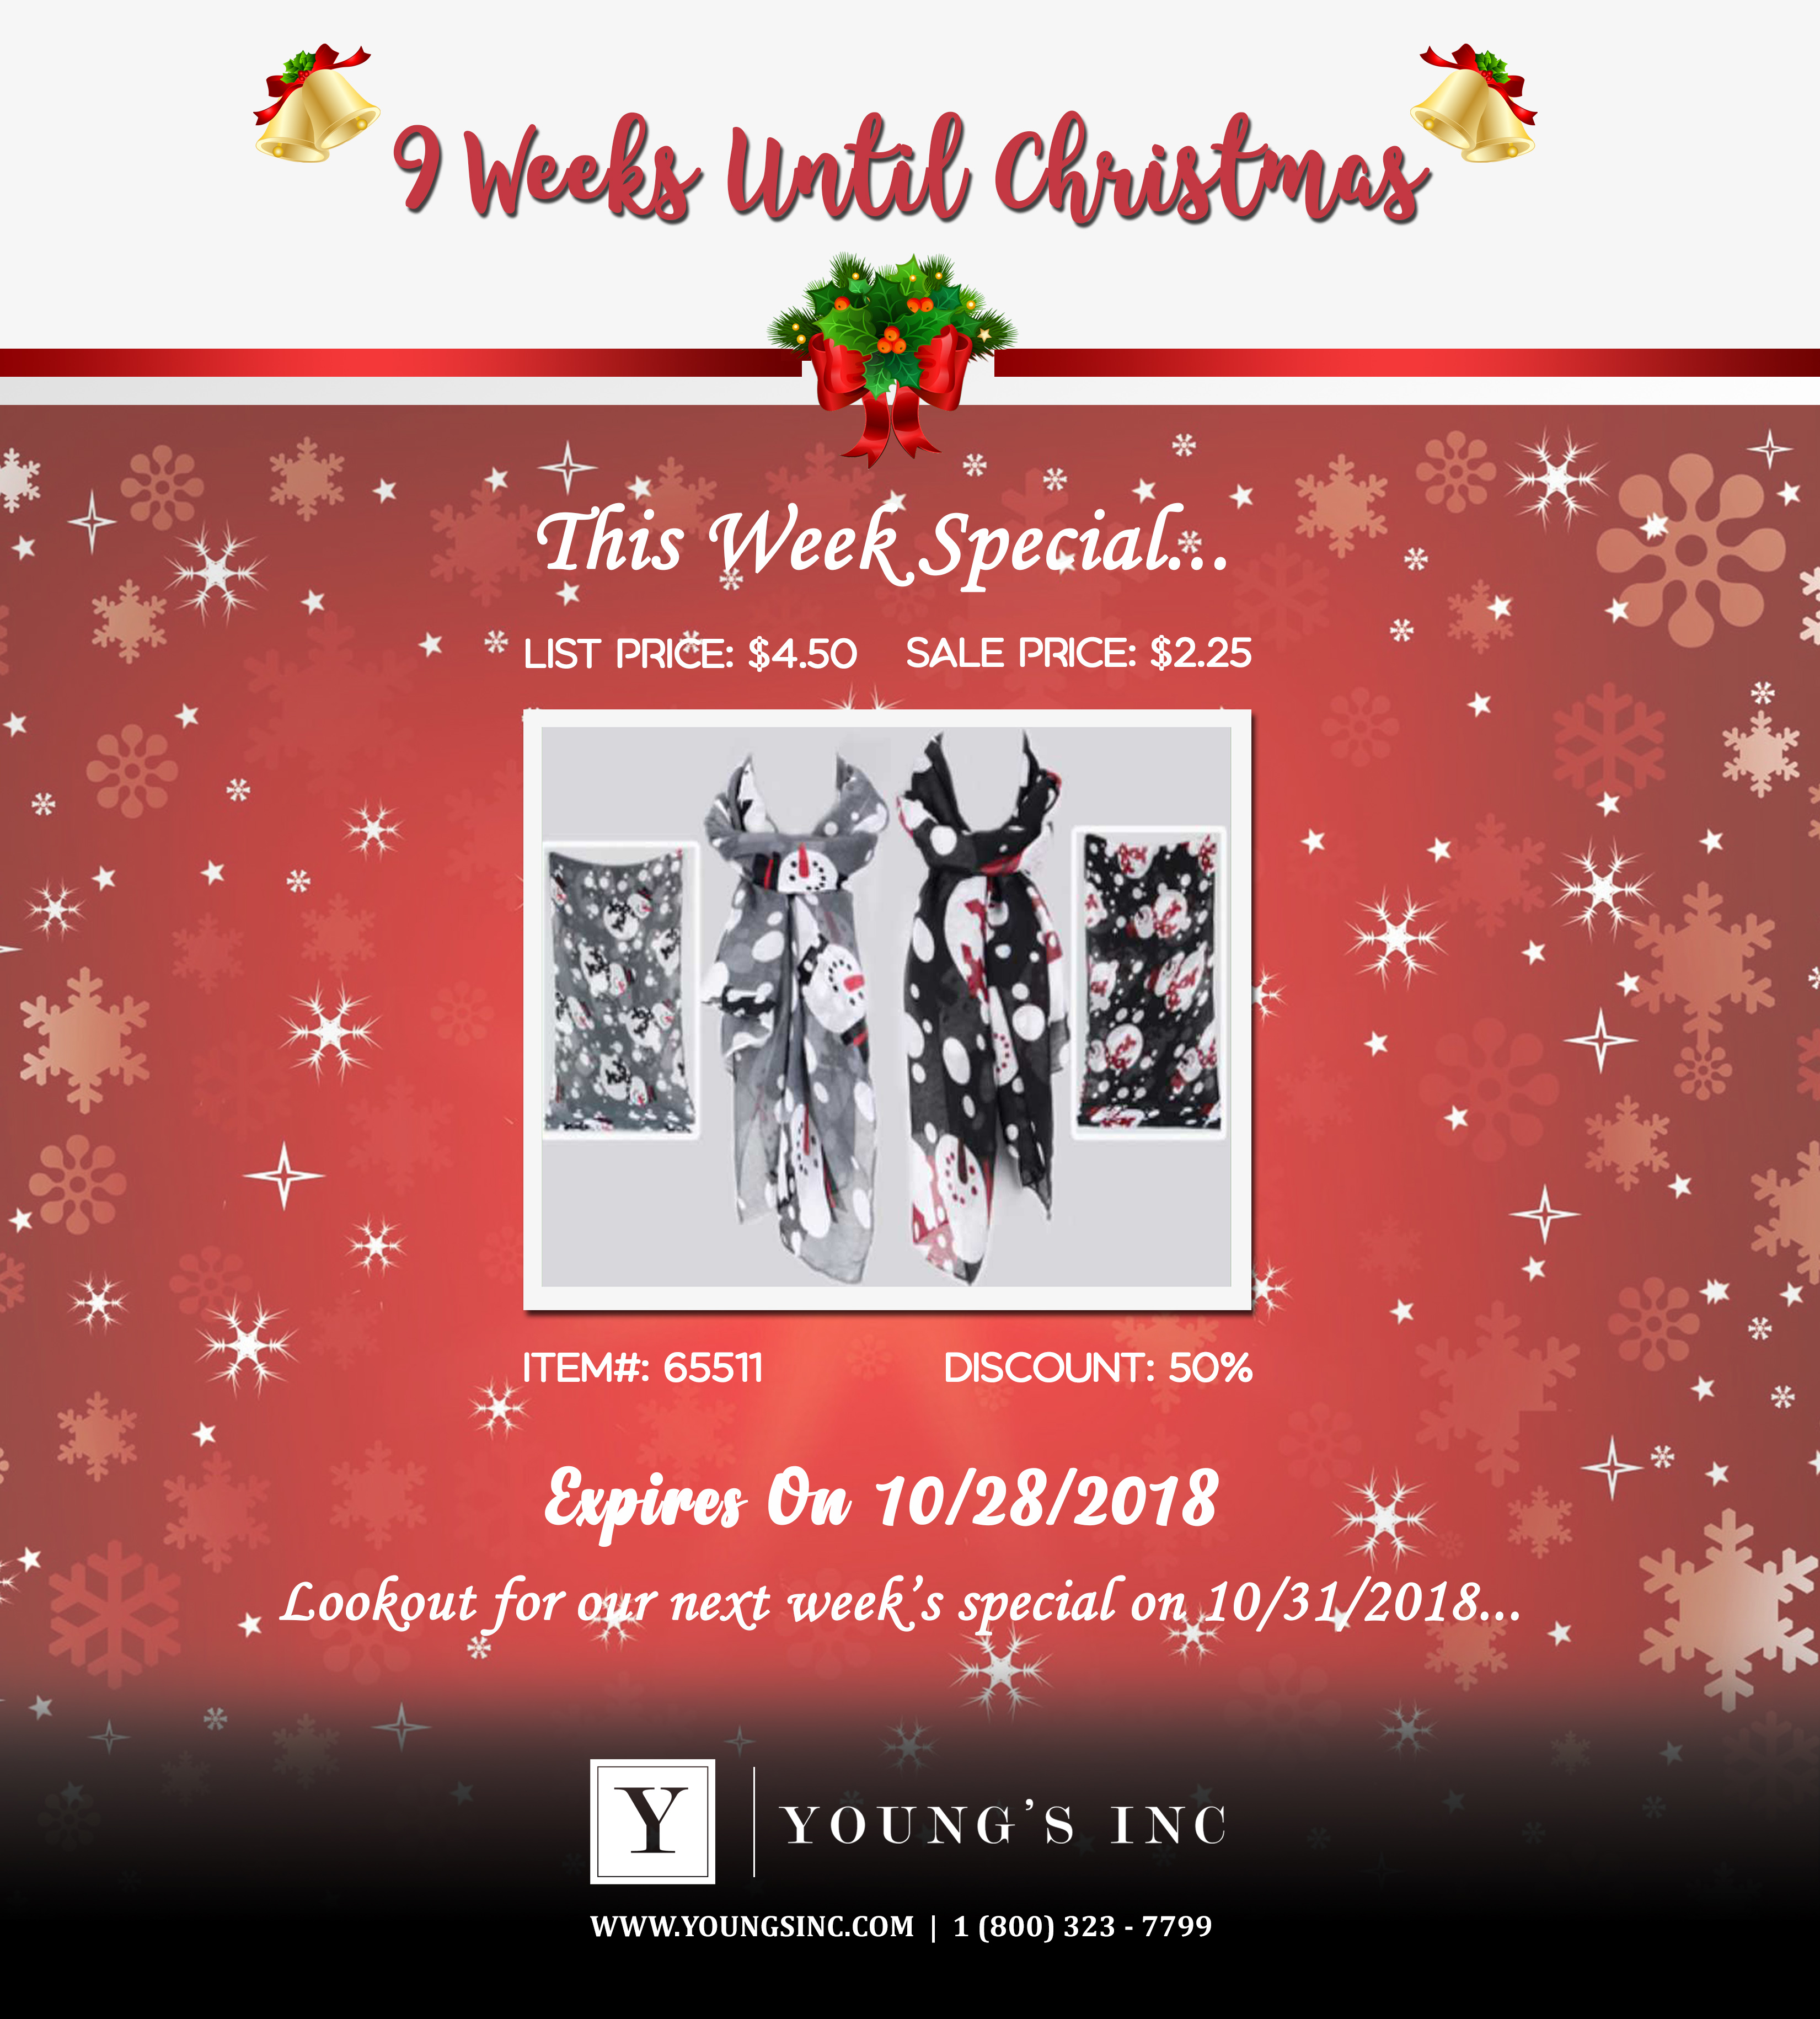 9 Weeks Until Christmas
This Week Special...
LIST PRICE: $4.50 SALE PRICE: $2.25
ITEM#: 65511 DISCOUNT: 50%
Expires On 10/28/2018
Lookout for our next week's special on 10/31/2018...
Y YOUNG'S INC
WWW.YOUNGSINC.COM | 1 (800) 323 - 7799